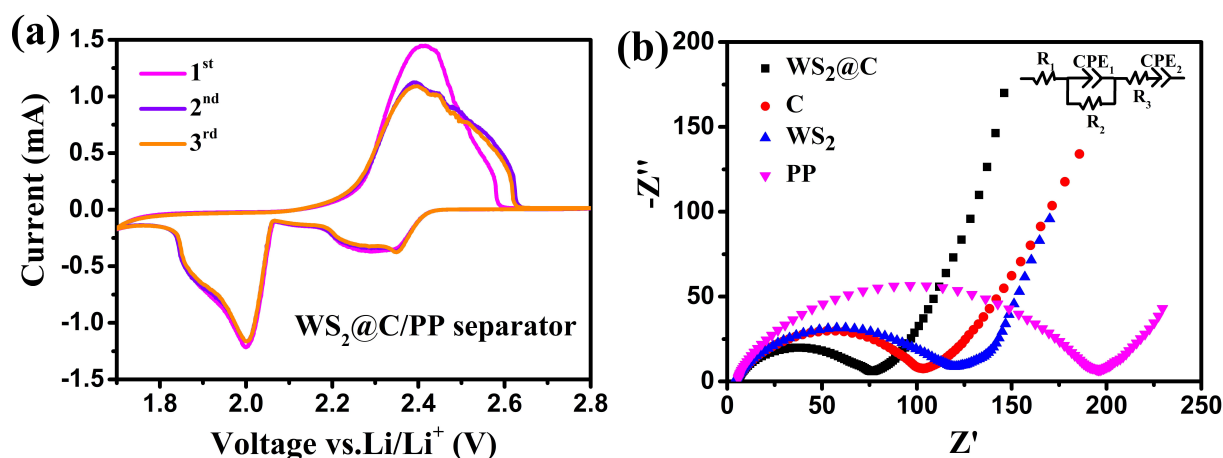 (a)
1.5
1.0
0.5
0.0
-0.5
-1.0
-1.5
Current (mA)
1st
2nd
3rd
WS2@C/PP separator
1.8 2.0 2.2 2.4 2.6 2.8
Voltage vs.Li/Li+ (V)
(b)
200
150
100
50
0
-Z''
WS2@C
C
WS2
PP
R1 CPE1 R2 R3 CPE2
0 50 100 150 200 250
Z'